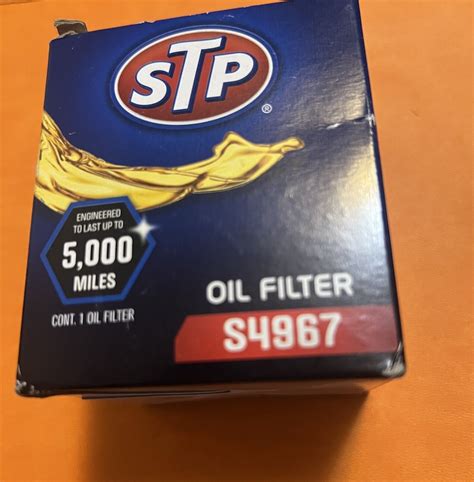 STP
®
ENGINEERED
TO LAST UP TO
5,000
MILES
CONT. 1 OIL FILTER
OIL FILTER
S4967